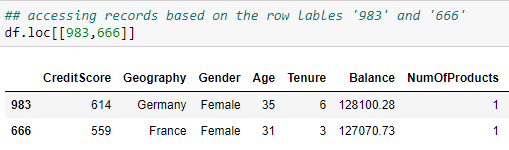 ## accessing records based on the row lables '983' and '666'
df.loc[[983,666]]
CreditScore Geography Gender Age Tenure Balance NumOfProducts
983 614 Germany Female 35 6 128100.28 1
666 559 France Female 31 3 127070.73 1